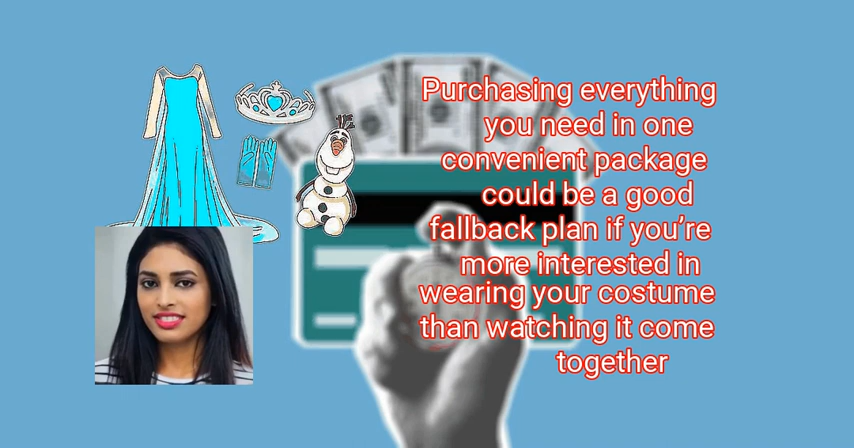 Purchasing everything
you need in one
convenient package
could be a good
fallback plan if you’re
more interested in
wearing your costume
than watching it come
together